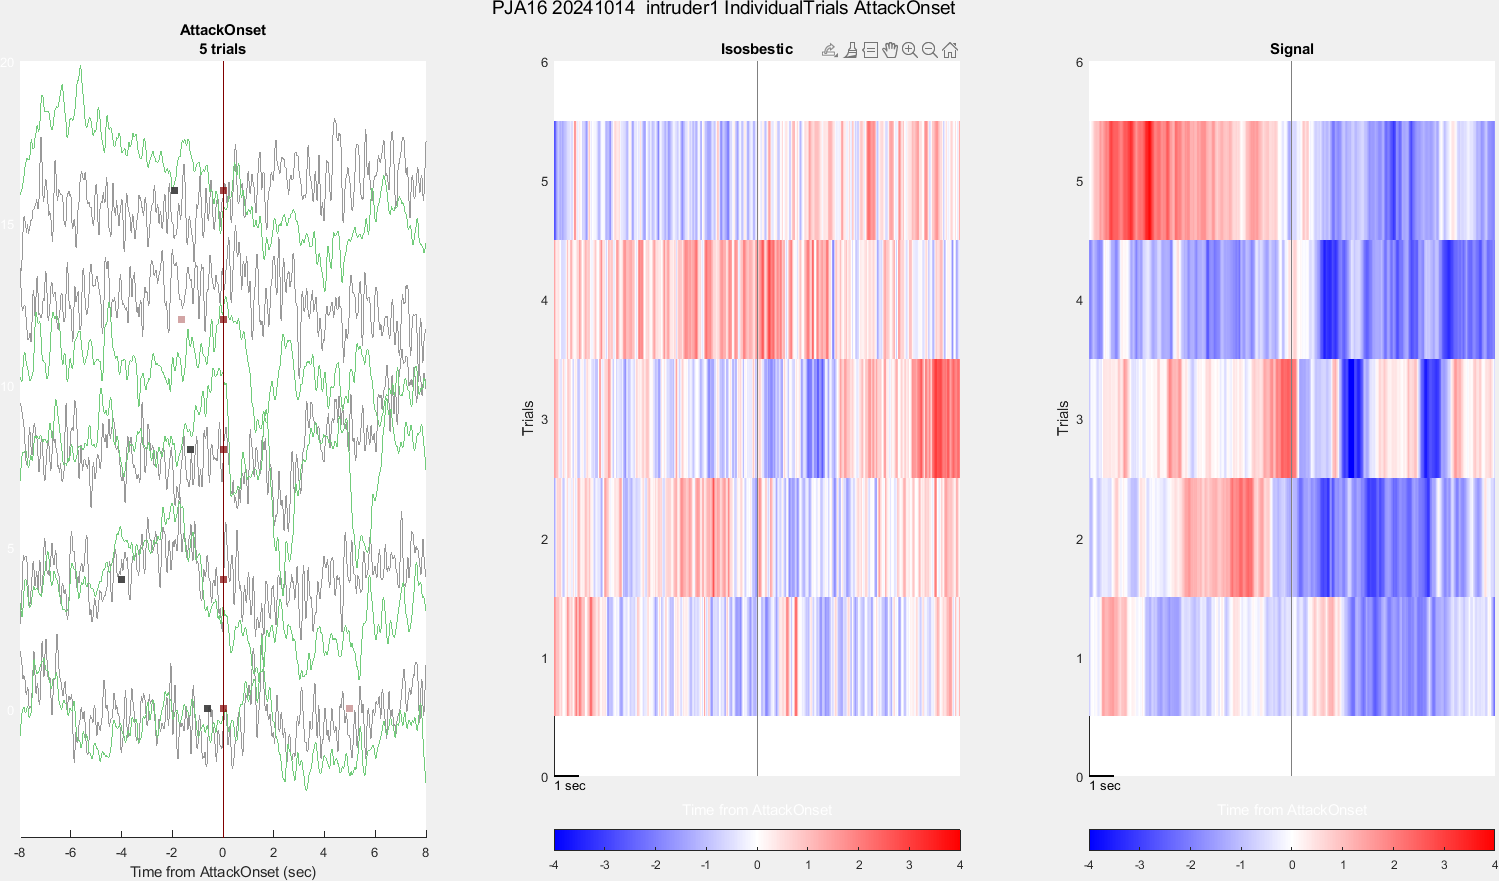 PJA16 20241014  intruder1 IndividualTrials AttackOnset
AttackOnset
5 trials
20
15
10
5
0
-8 -6 -4 -2 0 2 4 6 8
Time from AttackOnset (sec)
Isosbestic
6
5
4
3
2
1
0
Trials
1 sec
Time from AttackOnset
-4 -3 -2 -1 0 1 2 3 4
Signal
6
5
4
3
2
1
0
Trials
1 sec
Time from AttackOnset
-4 -3 -2 -1 0 1 2 3 4